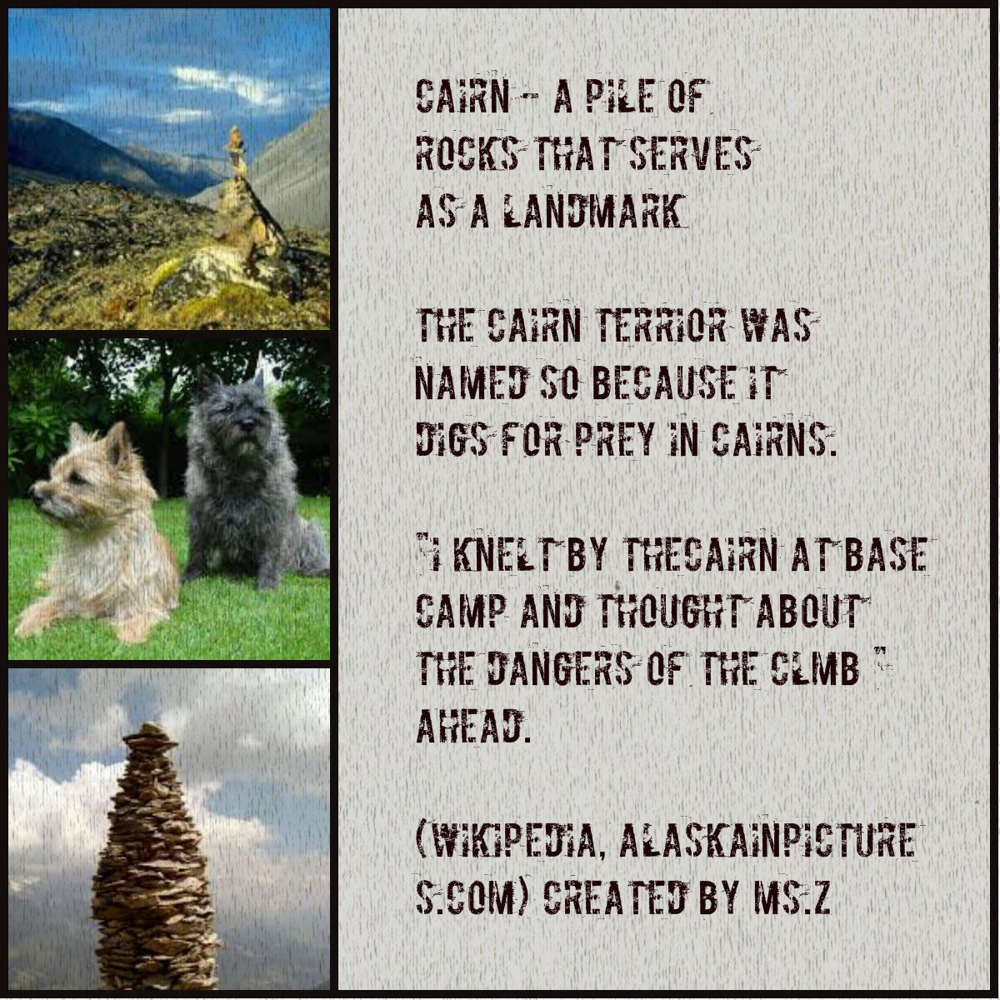 CAIRN - A PILE OF
ROCKS THAT SERVES
AS A LANDMARK
THE CAIRN TERRIOR WAS
NAMED SO BECAUSE IT
DIGS FOR PREY IN CAIRNS.
"I KNELT BY THECAIRN AT BASE
CAMP AND THOUGHT ABOUT
THE DANGERS OF THE CLMB "
AHEAD.
(WIKIPEDIA, ALASKAINPICTURE
S.COM) CREATED BY MS.Z